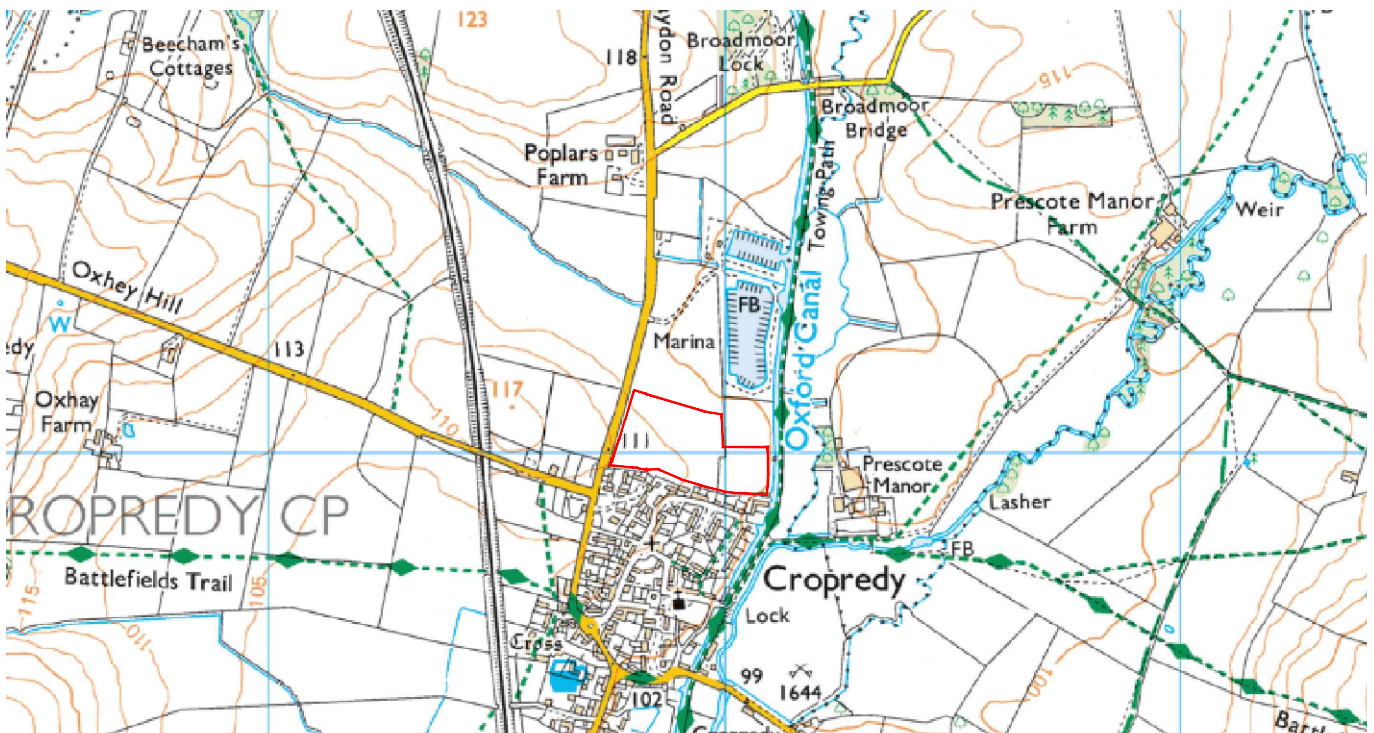 123
Beecham's
Cottages
118
ydon Road
Broadmoor
Lock
115
Broadmoor
Bridge
Poplars
Farm
Towing Path
Prescote Manor
Farm
Weir
Oxhey Hill
W
edy
113
Marina
FB
Oxford Canal
Oxhay
Farm
110
117
111
Prescote
Manor
Lasher
ROPREDY CP
FB
Battlefields Trail
105
115
110
Cropredy
Lock
Cross
99
1644
102
100